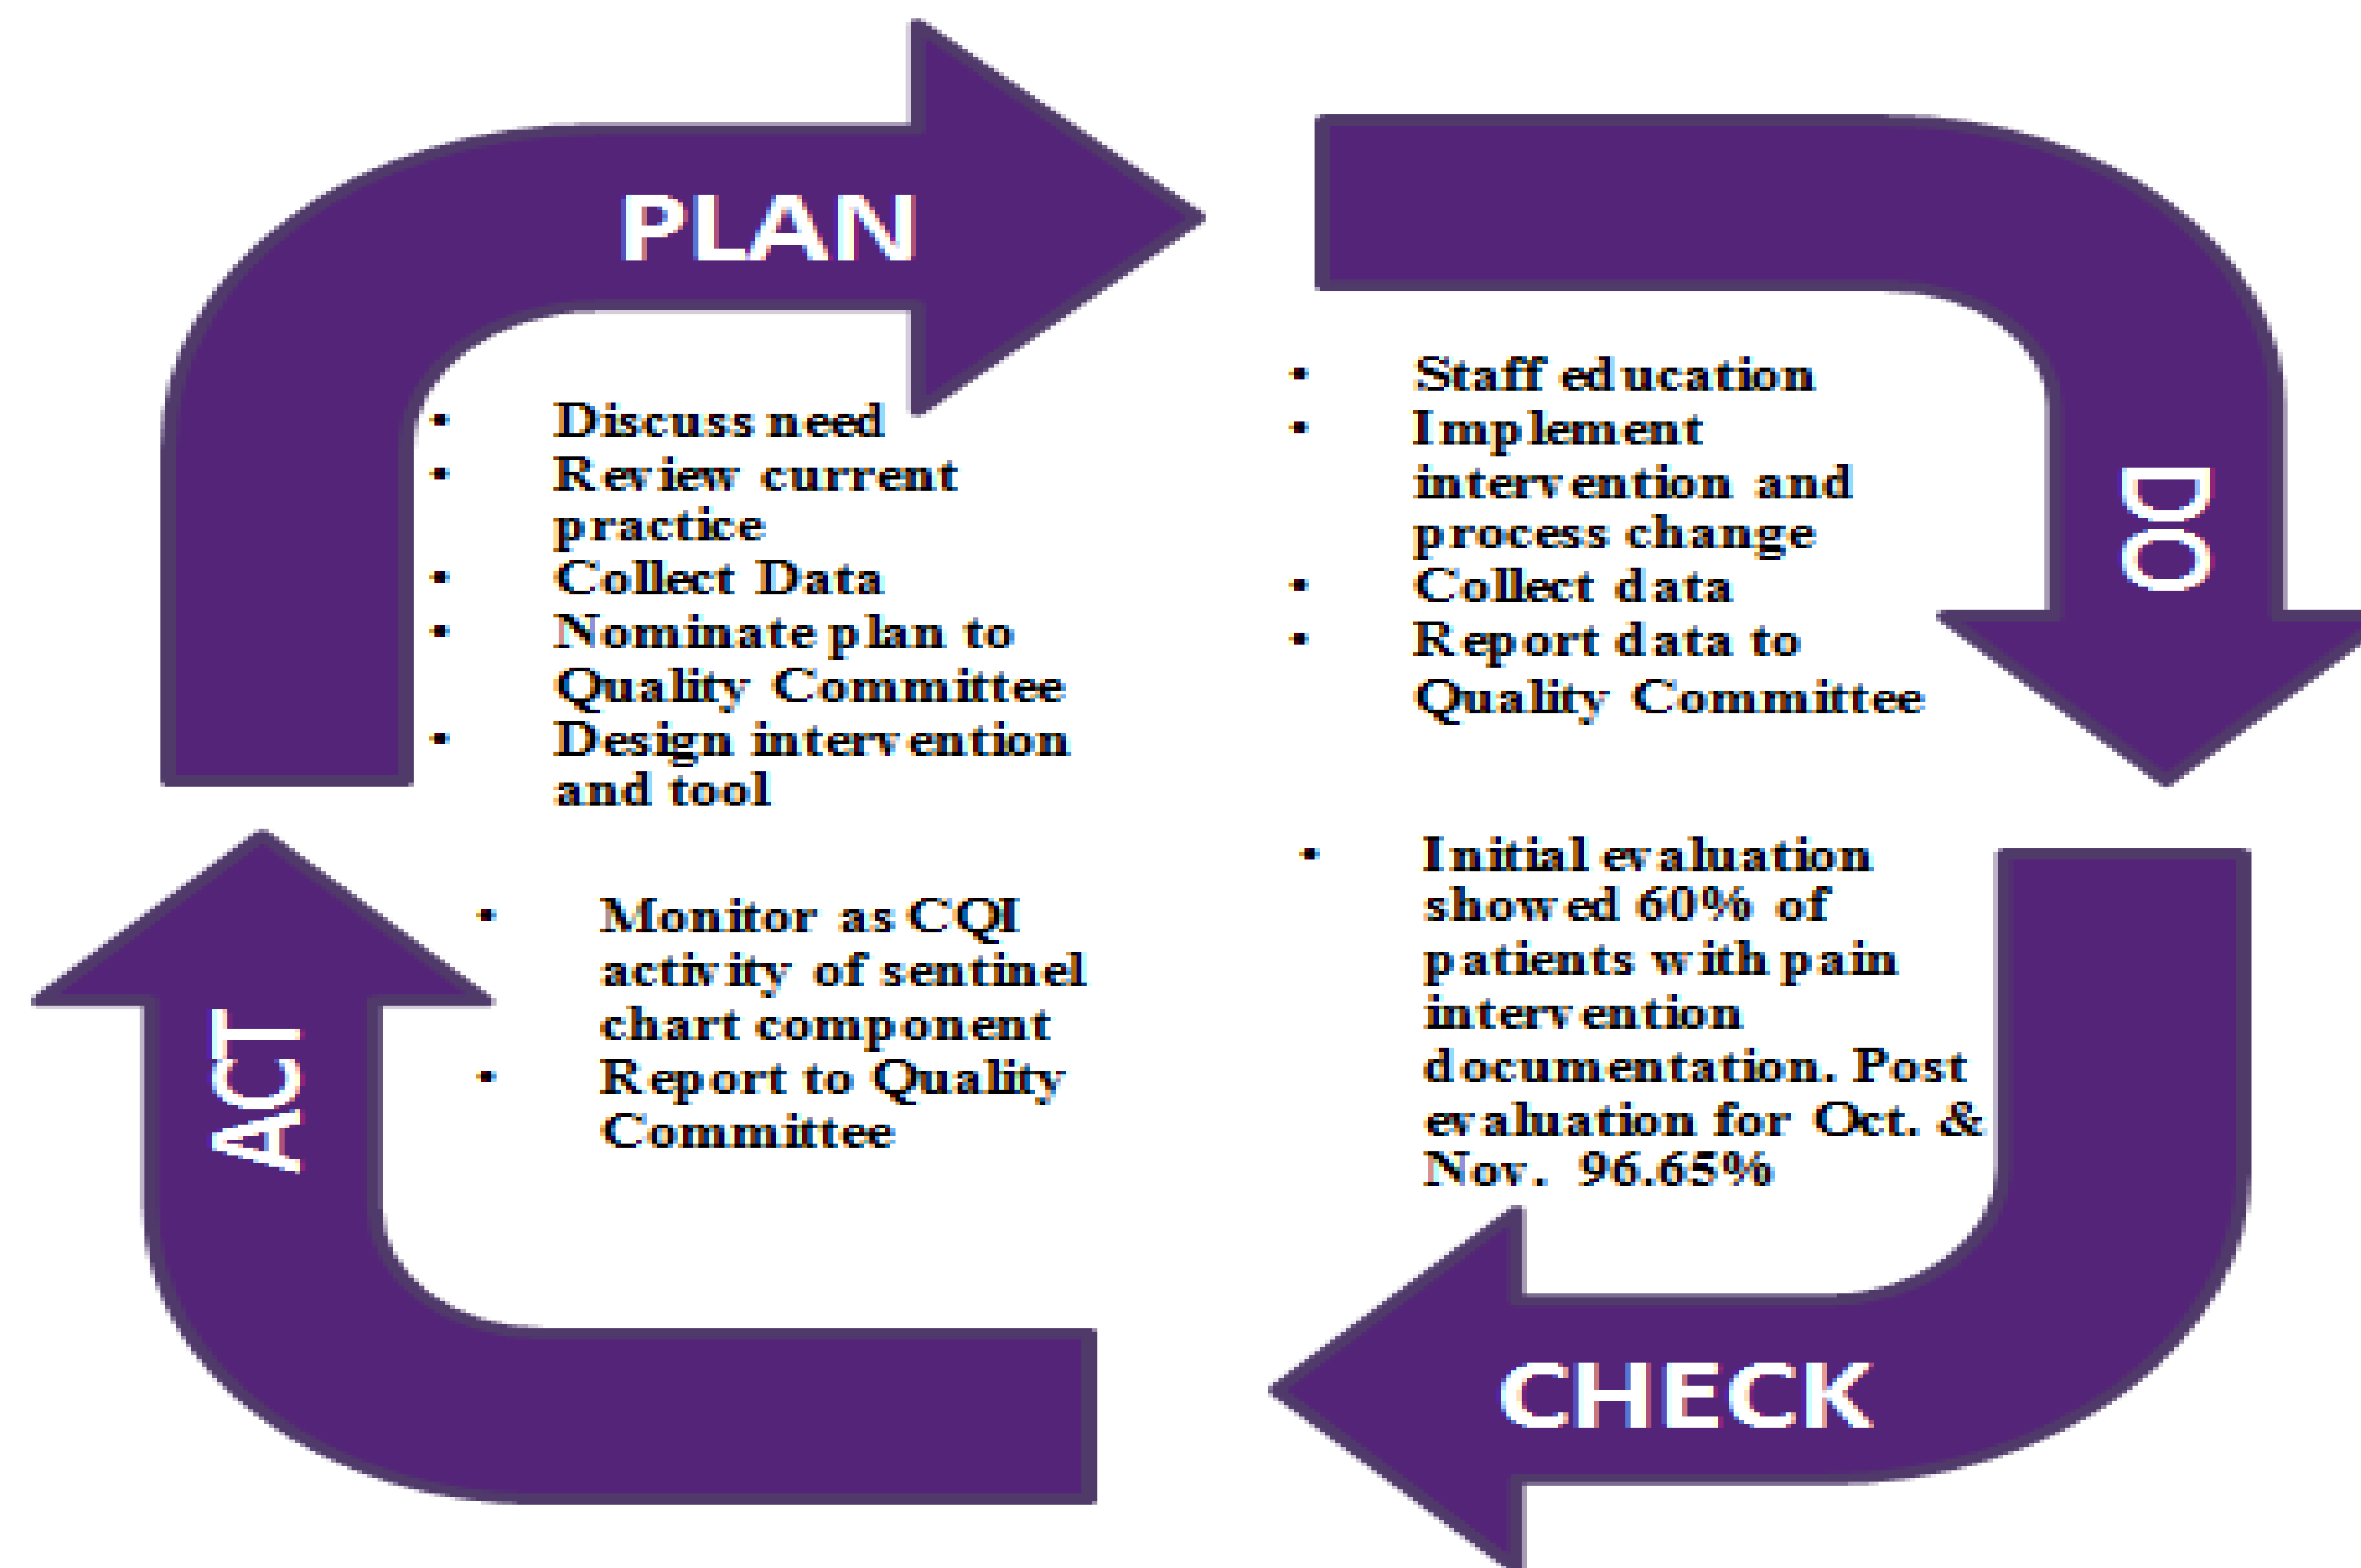 PLAN
• Discuss need
• Review current
practice
• Collect Data
• Nominate plan to
Quality Committee
• Design intervention
and tool
DO
• Staff education
• Implement
intervention and
process change
• Collect data
• Report data to
Quality Committee
CHECK
• Initial evaluation
showed 60% of
patients with pain
intervention
documentation. Post
evaluation for Oct. &
Nov. 96.65%
ACT
• Monitor as CQI
activity of sentinel
chart component
• Report to Quality
Committee